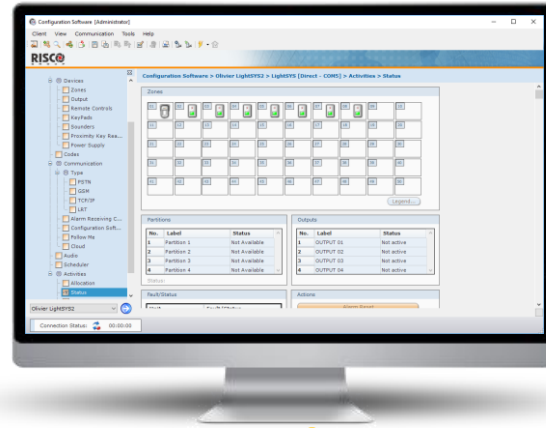 Configuration Software [Administrator]
Client View Communication Tools Help
RISCO
GROUP
Configuration Software > Olivier LightSYS2 > LightSYS [Direct - COM5] > Activities > Status
Devices
Zones
Output
Remote Controls
KeyPads
Sounders
Proximity Key Rea...
Power Supply
Codes
Communication
Type
PSTN
GSM
TCP/IP
LRT
Alarm Receiving C...
Configuration Soft...
Follow Me
Cloud
Audio
Scheduler
Activities
Allocation
Status
Olivier LightSYS2
Connection Status: 00:00:00
Zones
Legend...
Partitions
No. Label Status
1 Partition 1 Not Available
2 Partition 2 Not Available
3 Partition 3 Not Available
4 Partition 4 Not Available
Status:
Outputs
No. Label Status
1 OUTPUT 01 Not active
2 OUTPUT 02 Not active
3 OUTPUT 03 Not active
4 OUTPUT 04 Not active
Fault/Status
Actions